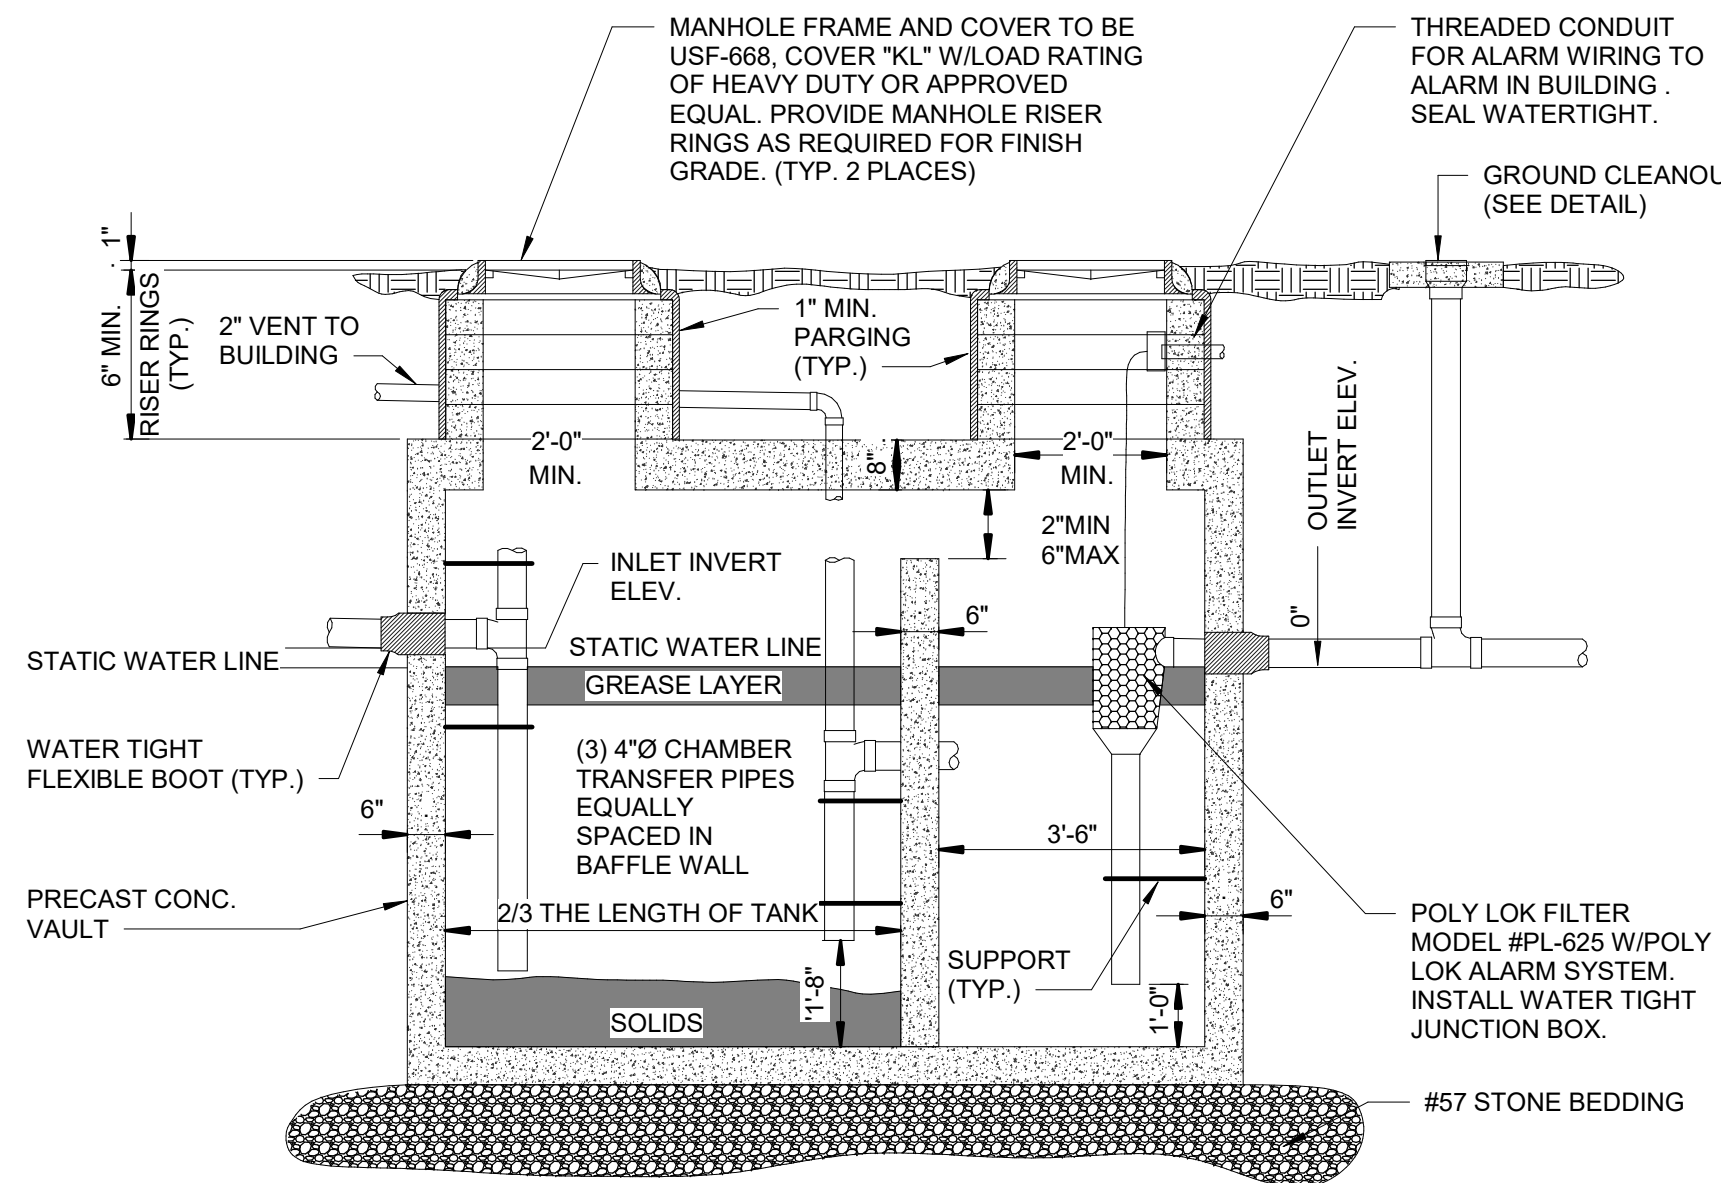 MANHOLE FRAME AND COVER TO BE
USF-668, COVER "KL" W/LOAD RATING
OF HEAVY DUTY OR APPROVED
EQUAL. PROVIDE MANHOLE RISER
RINGS AS REQUIRED FOR FINISH
GRADE. (TYP. 2 PLACES)
THREADED CONDUIT
FOR ALARM WIRING TO
ALARM IN BUILDING .
SEAL WATERTIGHT.
GROUND CLEANOU
(SEE DETAIL)
1"
6" MIN.
RISER RINGS
(TYP.)
2" VENT TO
BUILDING
1" MIN.
PARGING
(TYP.)
2'-0"
MIN.
8"
2'-0"
MIN.
2"MIN
6"MAX
OUTLET
INVERT ELEV.
0"
INLET INVERT
ELEV.
6"
STATIC WATER LINE
STATIC WATER LINE
GREASE LAYER
WATER TIGHT
FLEXIBLE BOOT (TYP.)
(3) 4"Ø CHAMBER
TRANSFER PIPES
EQUALLY
SPACED IN
BAFFLE WALL
6"
3'-6"
PRECAST CONC.
VAULT
2/3 THE LENGTH OF TANK
6"
SUPPORT
(TYP.)
1'-8"
1'-0"
SOLIDS
POLY LOK FILTER
MODEL #PL-625 W/POLY
LOK ALARM SYSTEM.
INSTALL WATER TIGHT
JUNCTION BOX.
#57 STONE BEDDING